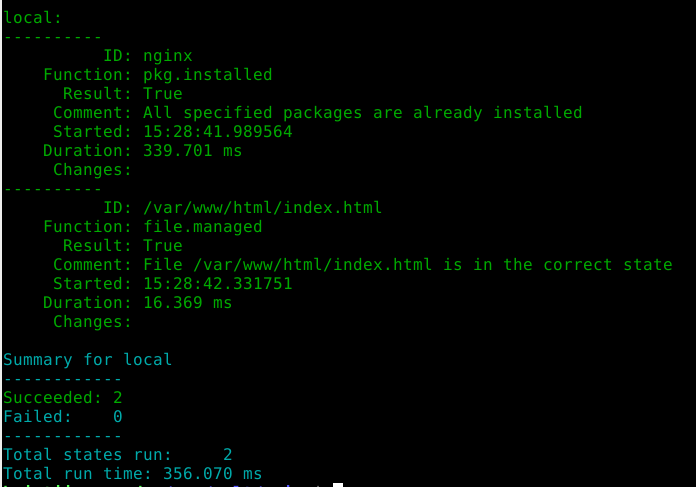 local:
----------
          ID: nginx
    Function: pkg.installed
      Result: True
     Comment: All specified packages are already installed
     Started: 15:28:41.989564
    Duration: 339.701 ms
     Changes:
----------
          ID: /var/www/html/index.html
    Function: file.managed
      Result: True
     Comment: File /var/www/html/index.html is in the correct state
     Started: 15:28:42.331751
    Duration: 16.369 ms
     Changes:

Summary for local
------------
Succeeded: 2
Failed:    0
------------
Total states run:     2
Total run time: 356.070 ms